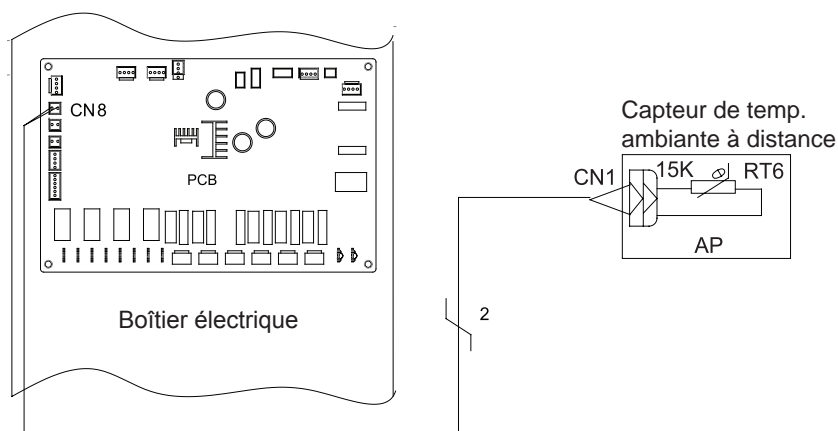 CN8
PCB
Boîtier électrique
Capteur de temp.
ambiante à distance
CN1
15K
RT6
AP
2